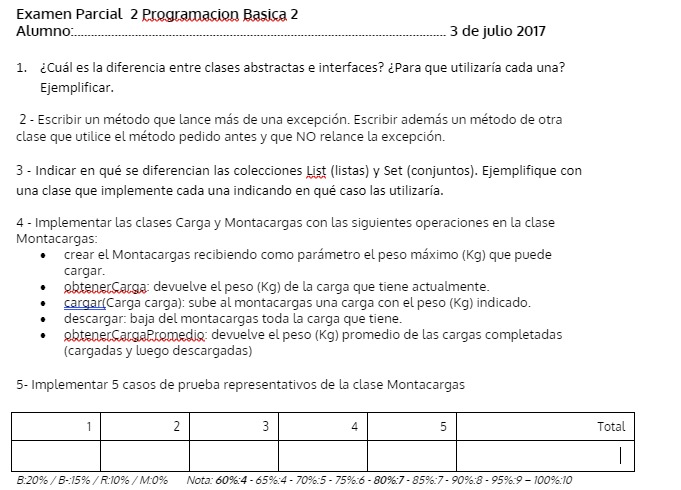 Examen Parcial 2 Programacion Basica 2
Alumno:............................................................................................................ 3 de julio 2017
1. ¿Cuál es la diferencia entre clases abstractas e interfaces? ¿Para que utilizaría cada una?
Ejemplificar.
2 - Escribir un método que lance más de una excepción. Escribir además un método de otra
clase que utilice el método pedido antes y que NO relance la excepción.
3 - Indicar en qué se diferencian las colecciones List (listas) y Set (conjuntos). Ejemplifique con
una clase que implemente cada una indicando en qué caso las utilizaría.
4 - Implementar las clases Carga y Montacargas con las siguientes operaciones en la clase
Montacargas:
• crear el Montacargas recibiendo como parámetro el peso máximo (Kg) que puede
cargar.
• obtenerCarga: devuelve el peso (Kg) de la carga que tiene actualmente.
• cargar(Carga carga): sube al montacargas una carga con el peso (Kg) indicado.
• descargar: baja del montacargas toda la carga que tiene.
• obtenerCargaPromedio: devuelve el peso (Kg) promedio de las cargas completadas
(cargadas y luego descargadas)
5- Implementar 5 casos de prueba representativos de la clase Montacargas
1 2 3 4 5 Total
B:20% / B-:15% / R:10% / M:0% Nota: 60%:4 - 65%:4 - 70%:5 - 75%:6 - 80%:7 - 85%:7 - 90%:8 - 95%:9 – 100%:10